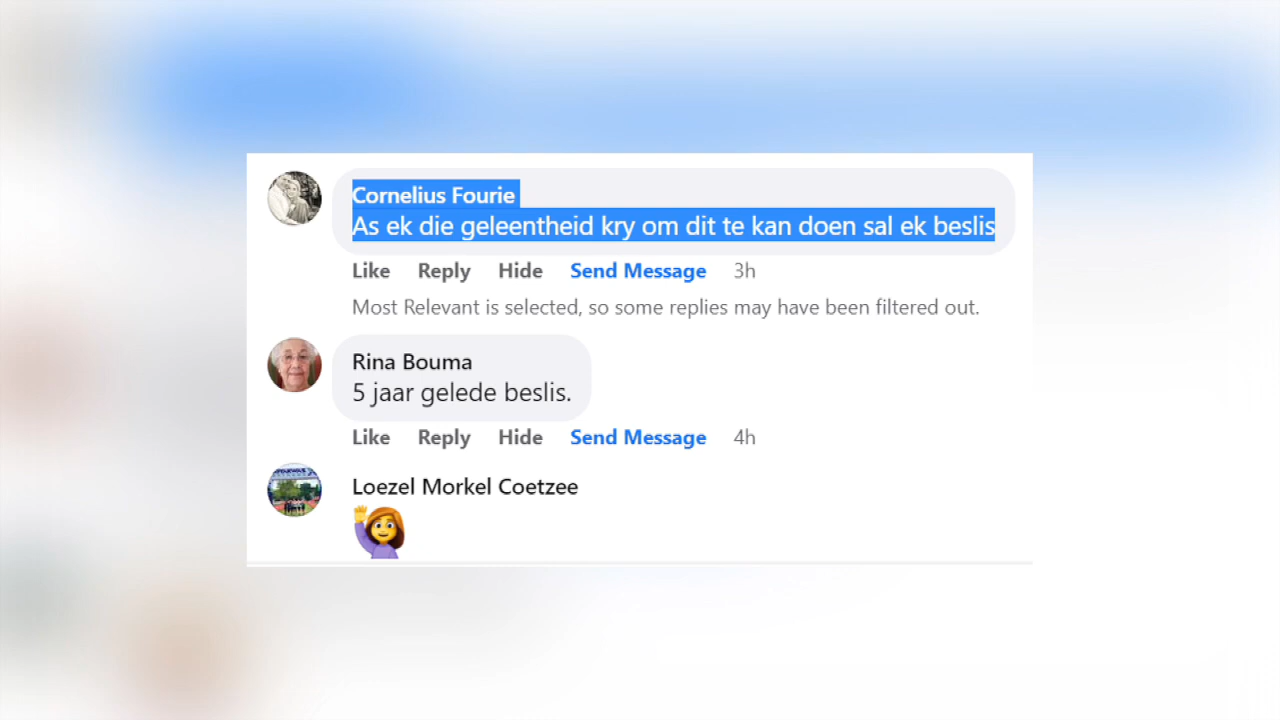 Cornelius Fourie
As ek die geleentheid kry om dit te kan doen sal ek beslis
Like Reply Hide Send Message 3h
Most Relevant is selected, so some replies may have been filtered out.
Rina Bouma
5 jaar gelede beslis.
Like Reply Hide Send Message 4h
Loezel Morkel Coetzee
🙋‍♀️